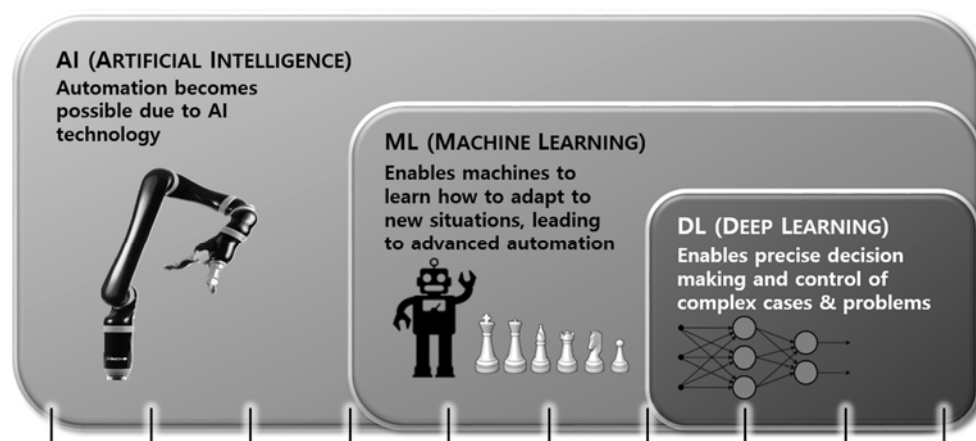 AI (ARTIFICIAL INTELLIGENCE)
Automation becomes
possible due to AI
technology
ML (MACHINE LEARNING)
Enables machines to
learn how to adapt to
new situations, leading
to advanced automation
DL (DEEP LEARNING)
Enables precise decision
making and control of
complex cases & problems